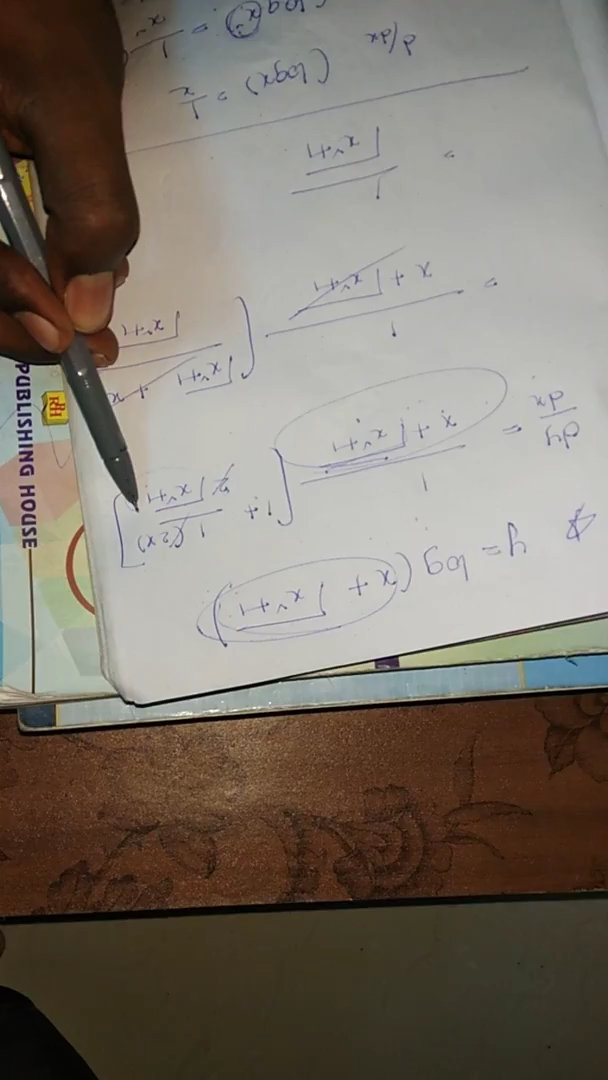 y = log (x + √x²+1)
dy/dx = 1/(x + √x²+1) [1 + 1(2x)/(2√x²+1)]
= 1/(x + √x²+1) [(√x²+1 + x)/√x²+1]
= 1/√x²+1
d/dx (log x) = 1/x
PUBLISHING HOUSE